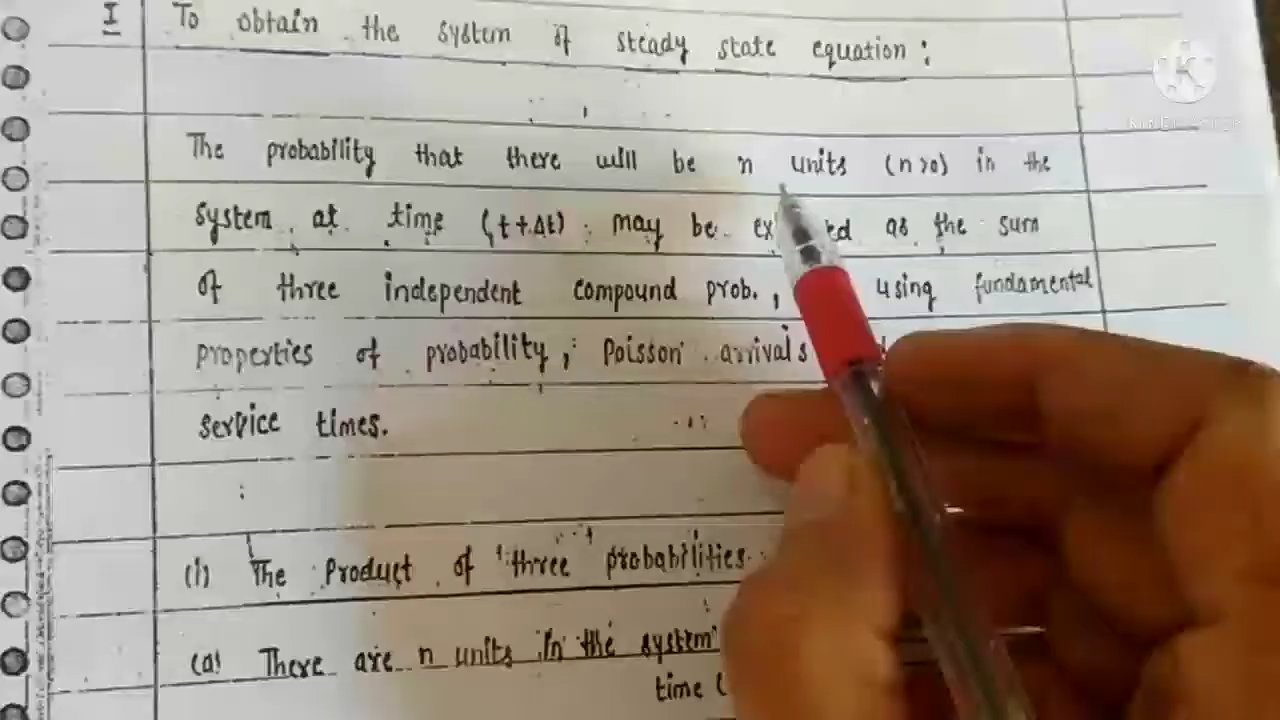 I To obtain the system of steady state equation :
The probability that there will be n units (n>0) in the
system at time (t+Δt) may be as the sum
of three independent compound prob., using fundamental
properties of probability, Poisson arrivals
service times.
(i) The Product of three probabilities
(a) There are n units in the system
time (